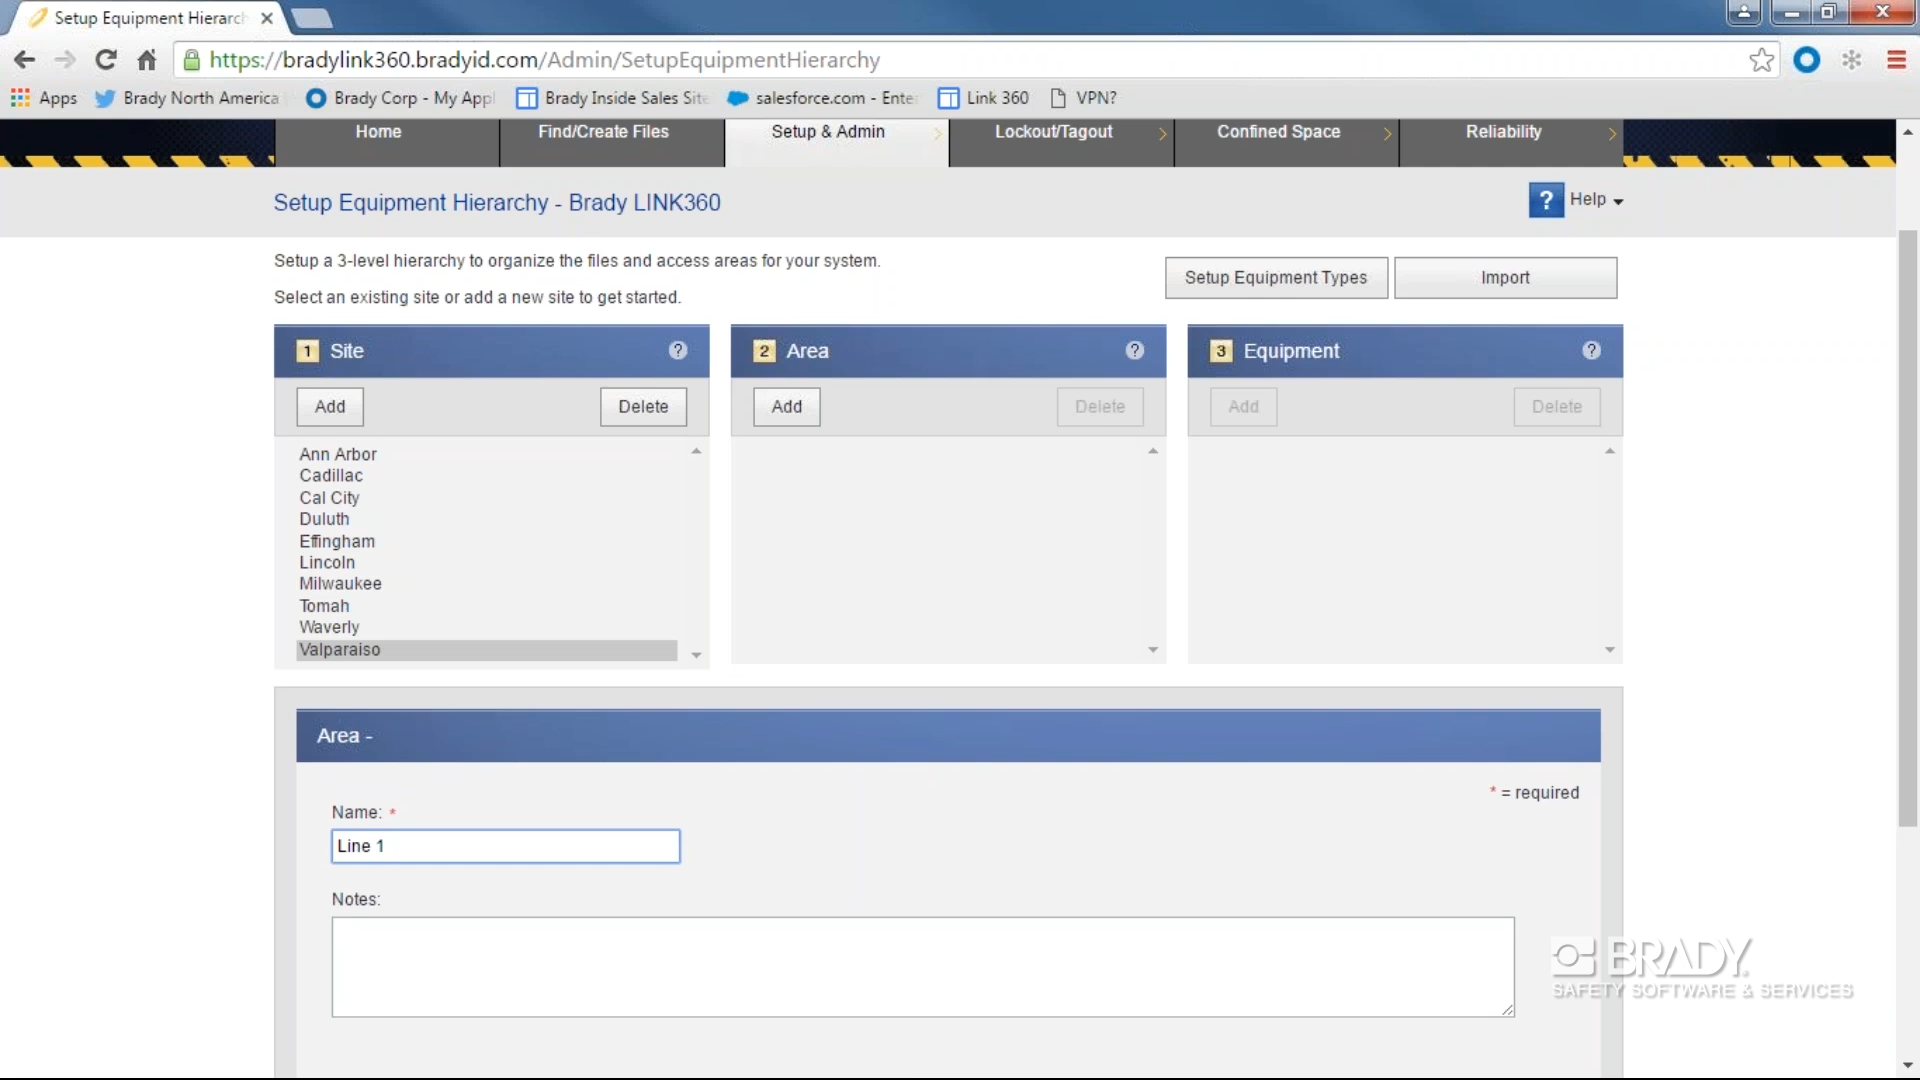 Setup Equipment Hierarch
https://bradylink360.bradyid.com/Admin/SetupEquipmentHierarchy
Apps Brady North America Brady Corp - My Appl Brady Inside Sales Site salesforce.com - Enter Link 360 VPN?
Home Find/Create Files Setup & Admin Lockout/Tagout Confined Space Reliability
Setup Equipment Hierarchy - Brady LINK360 ? Help
Setup a 3-level hierarchy to organize the files and access areas for your system.
Setup Equipment Types Import
Select an existing site or add a new site to get started.
1 Site ? 2 Area ? 3 Equipment ?
Add Delete Add Delete Add Delete
Ann Arbor
Cadillac
Cal City
Duluth
Effingham
Lincoln
Milwaukee
Tomah
Waverly
Valparaiso
Area -
* = required
Name: *
Line 1
Notes:
BRADY.
SAFETY SOFTWARE & SERVICES